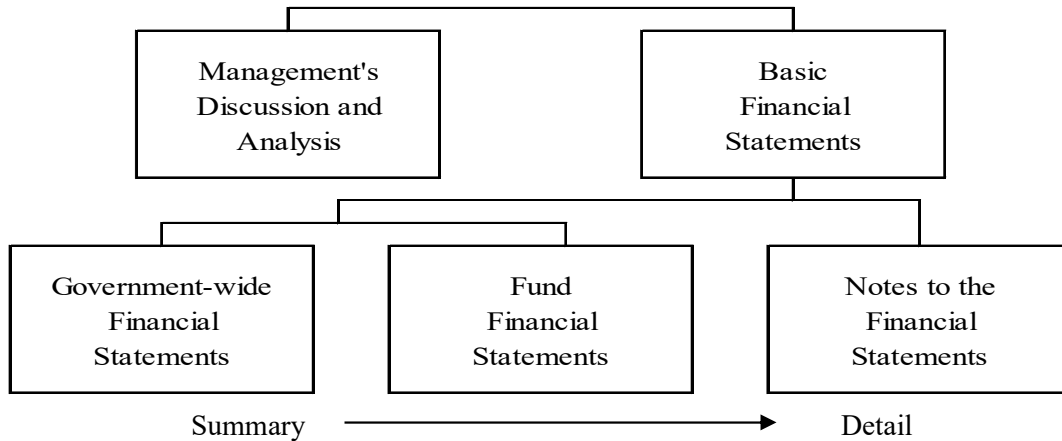 Management's
Discussion and
Analysis
Basic
Financial
Statements
Government-wide
Financial
Statements
Fund
Financial
Statements
Notes to the
Financial
Statements
Summary
Detail